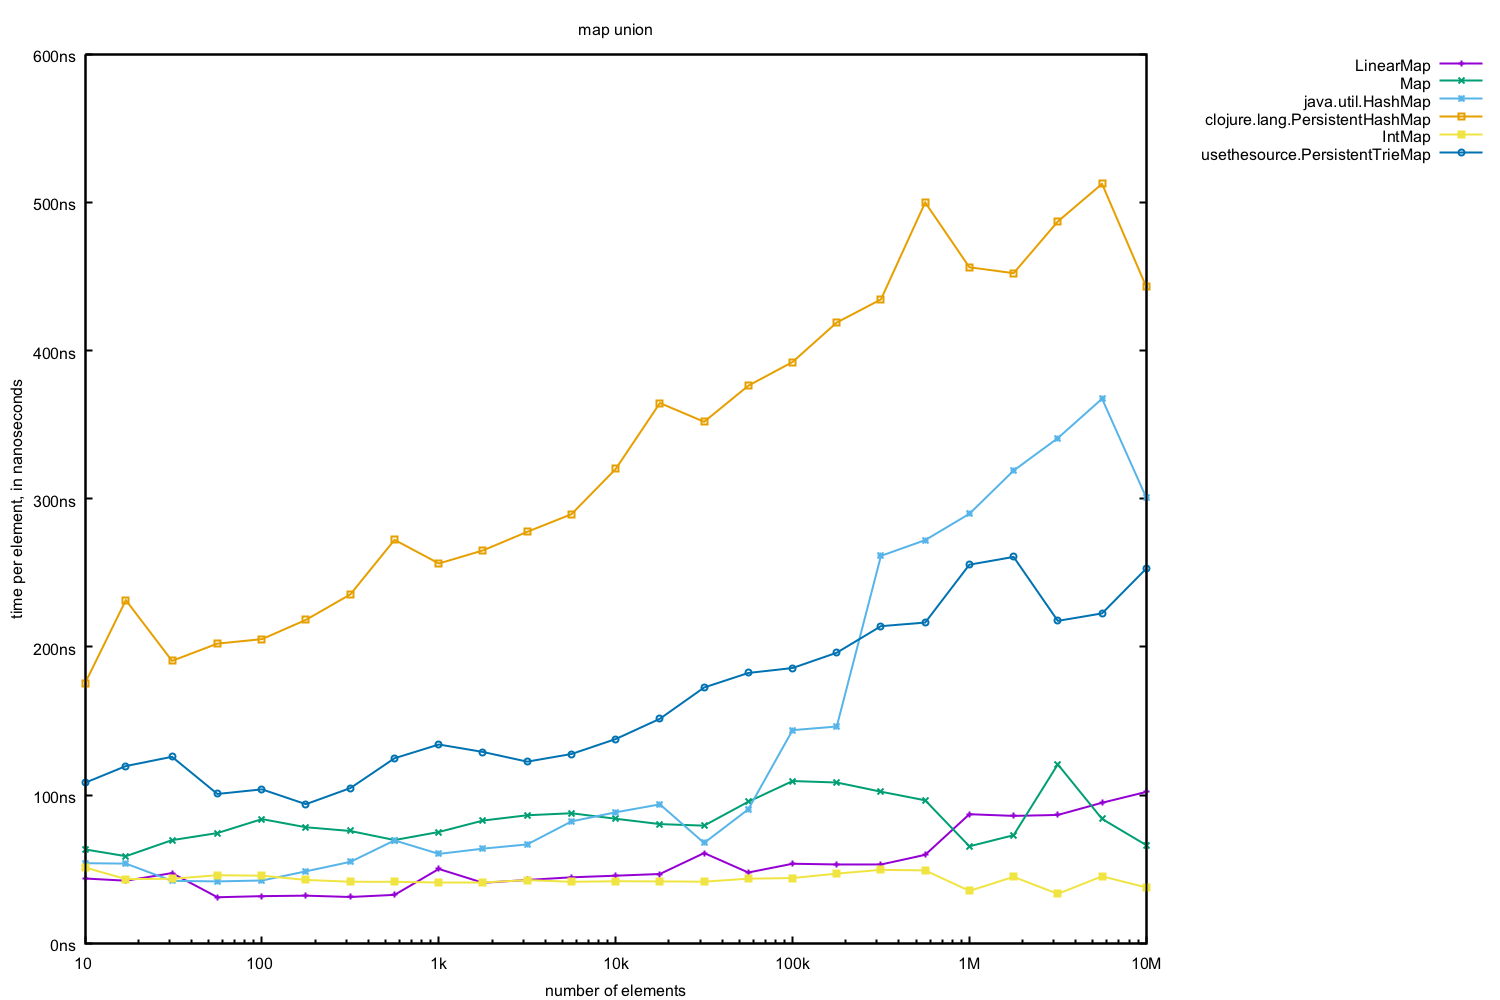 map union
600ns
500ns
400ns
300ns
200ns
100ns
0ns
time per element, in nanoseconds
10
100
1k
10k
100k
1M
10M
number of elements
LinearMap
Map
java.util.HashMap
clojure.lang.PersistentHashMap
IntMap
usethesource.PersistentTrieMap